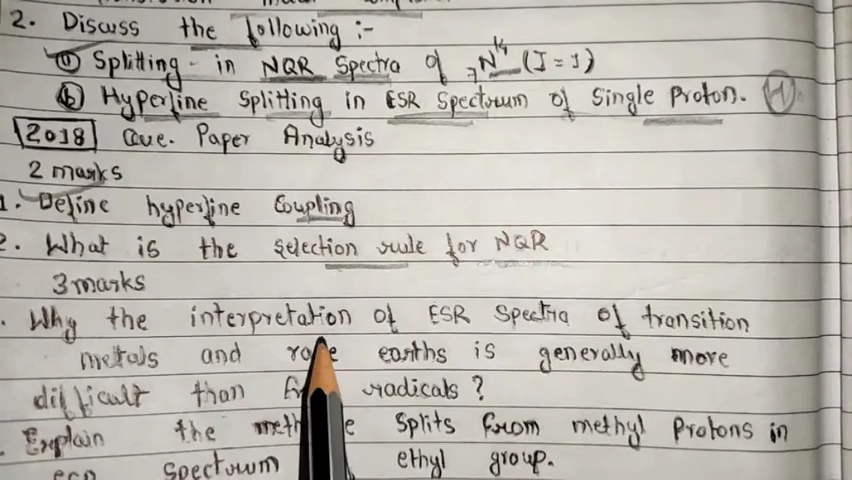 2. Discuss the following :-
(a) Splitting in NQR Spectra of 7N14 (I=1)
(b) Hyperfine Splitting in ESR Spectrum of Single Proton. (H)
2018 Que. Paper Analysis
2 marks
1. Define hyperfine Coupling
2. What is the selection rule for NQR
3 marks
. Why the interpretation of ESR Spectra of transition
metals and rare earths is generally more
difficult than radicals ?
. Explain the splits from methyl Protons in
spectrum ethyl group.